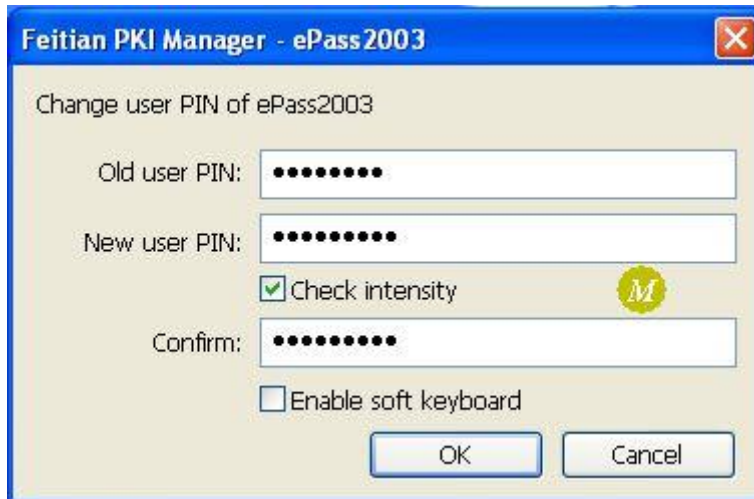 Feitian PKI Manager - ePass2003
Change user PIN of ePass2003
Old user PIN: ••••••••
New user PIN: •••••••••
Check intensity M
Confirm: •••••••••
Enable soft keyboard
OK Cancel